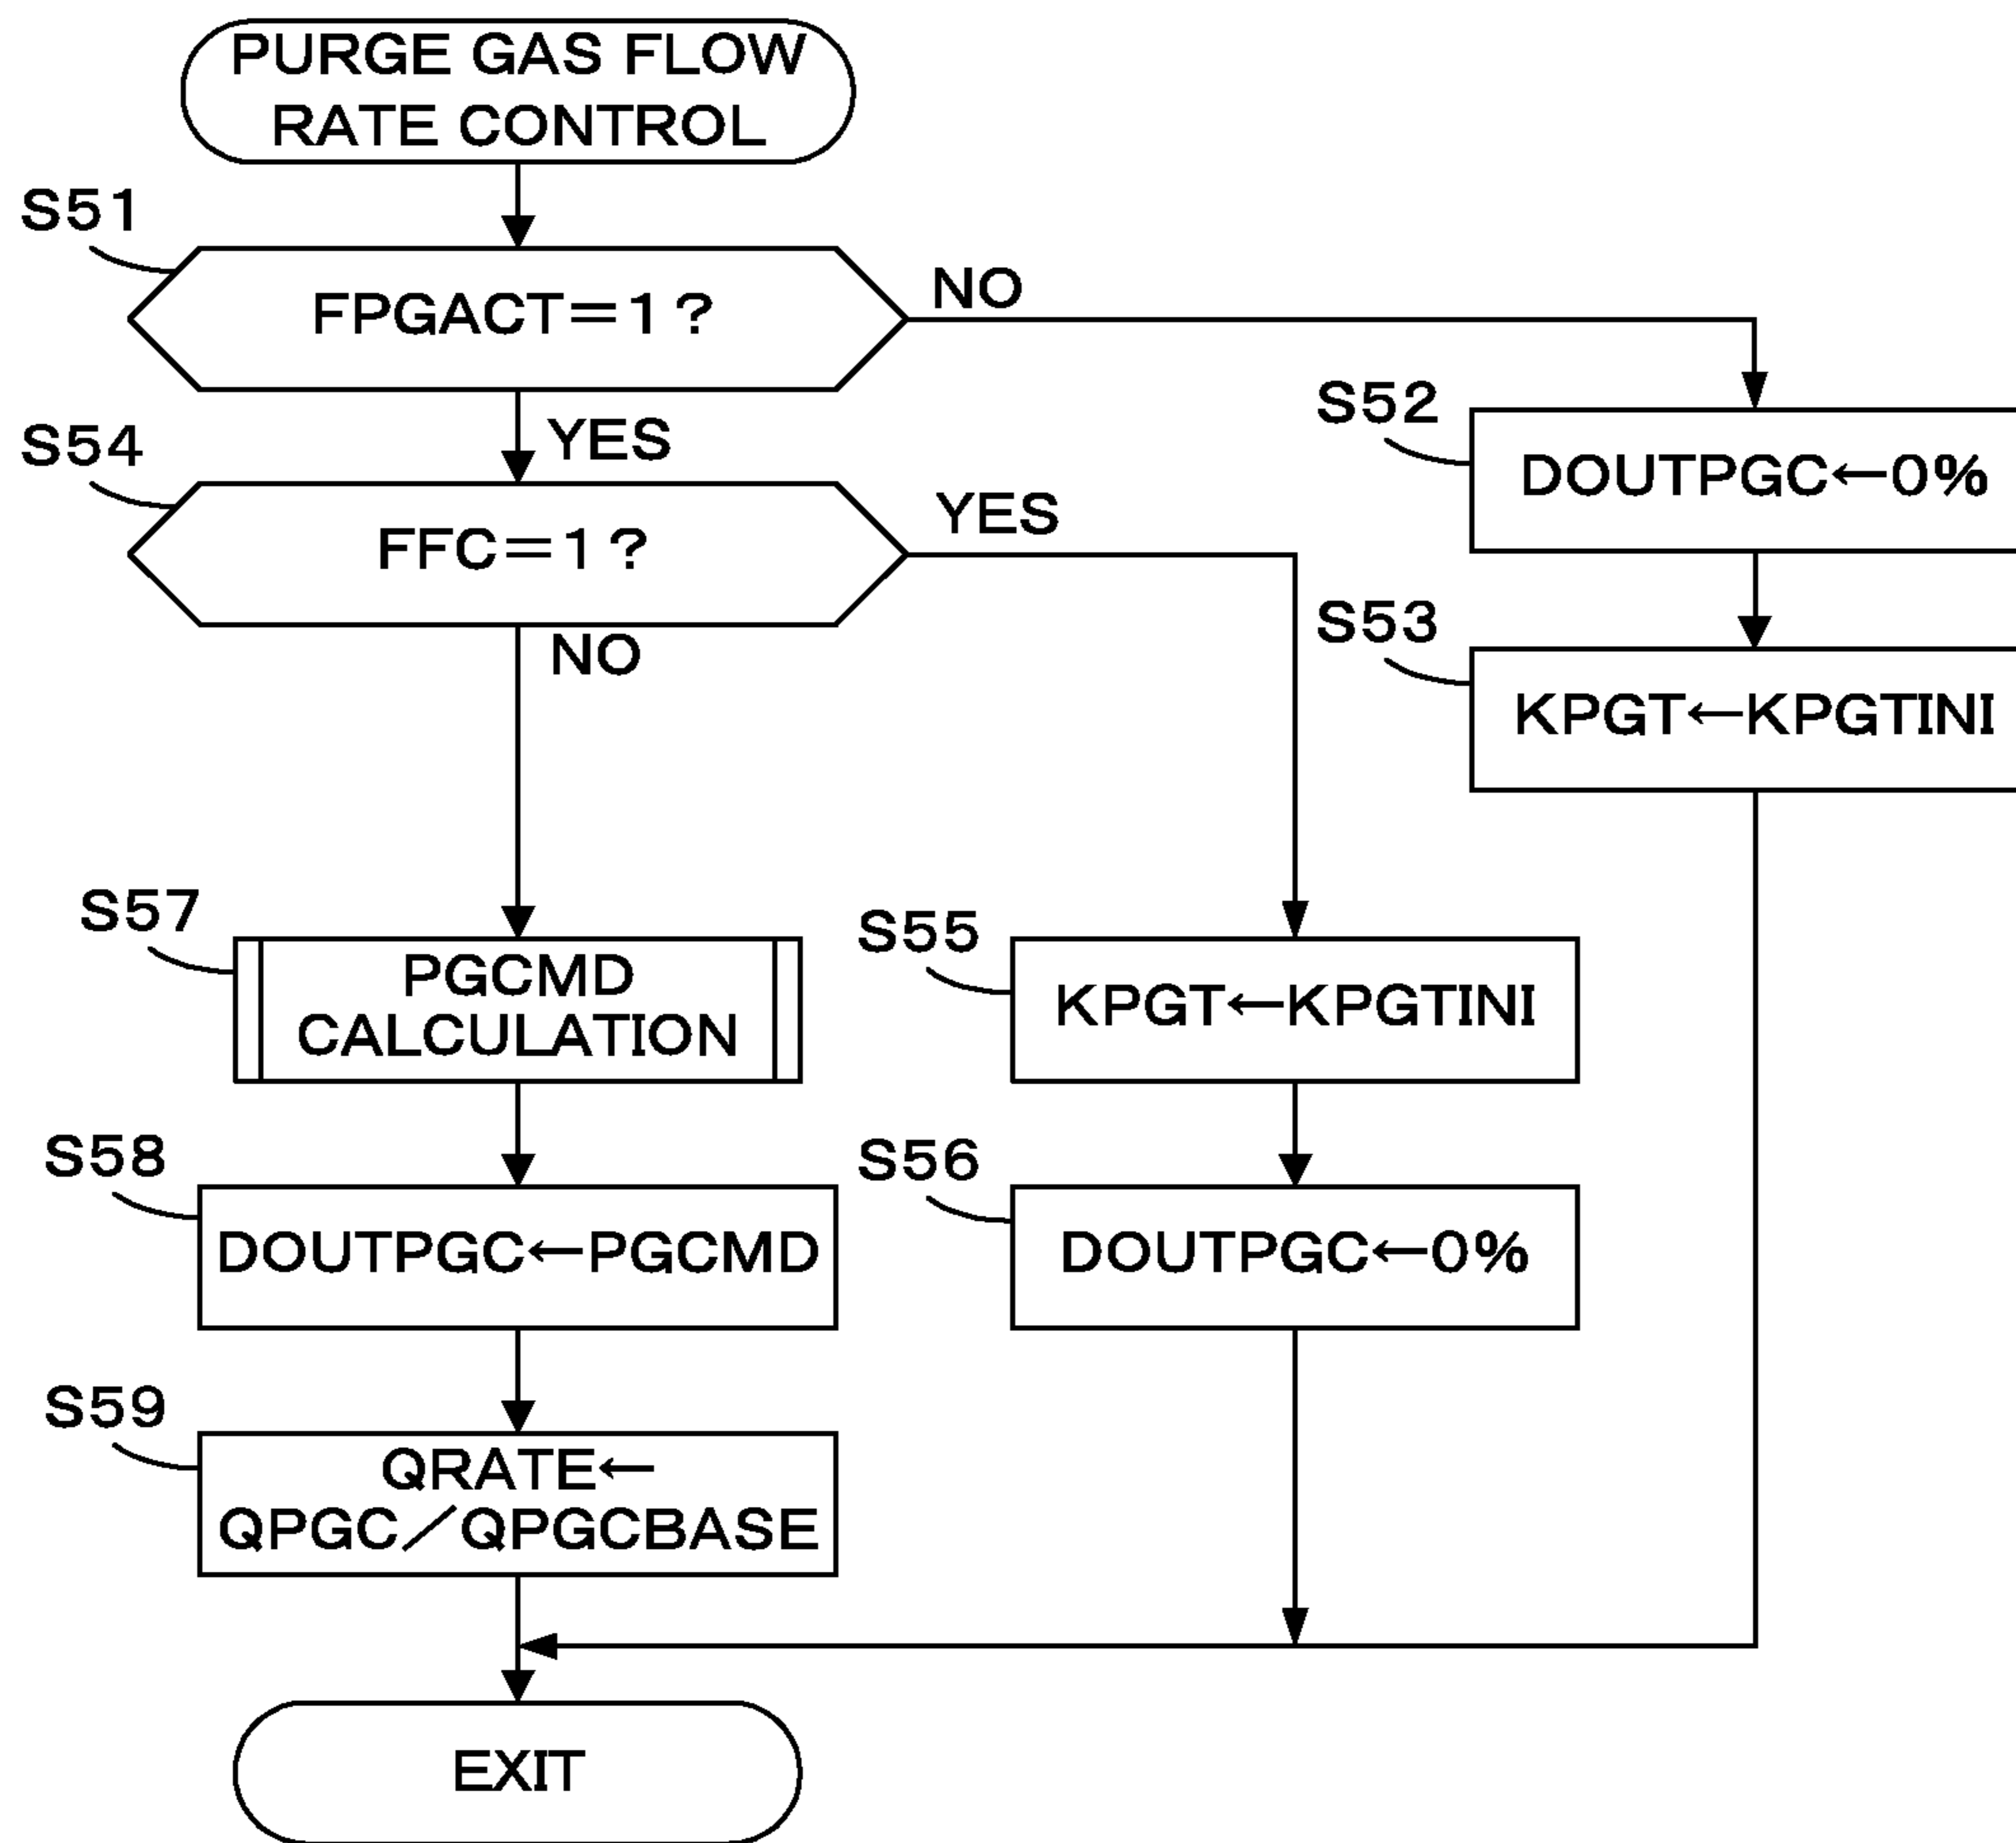 PURGE GAS FLOW
RATE CONTROL
S51
FPGACT=1?
NO
YES
S52
DOUTPGC←0%
S53
KPGT←KPGTINI
S54
FFC=1?
YES
NO
S55
KPGT←KPGTINI
S56
DOUTPGC←0%
S57
PGCMD
CALCULATION
S58
DOUTPGC←PGCMD
S59
QRATE←
QPGC/QPGCBASE
EXIT